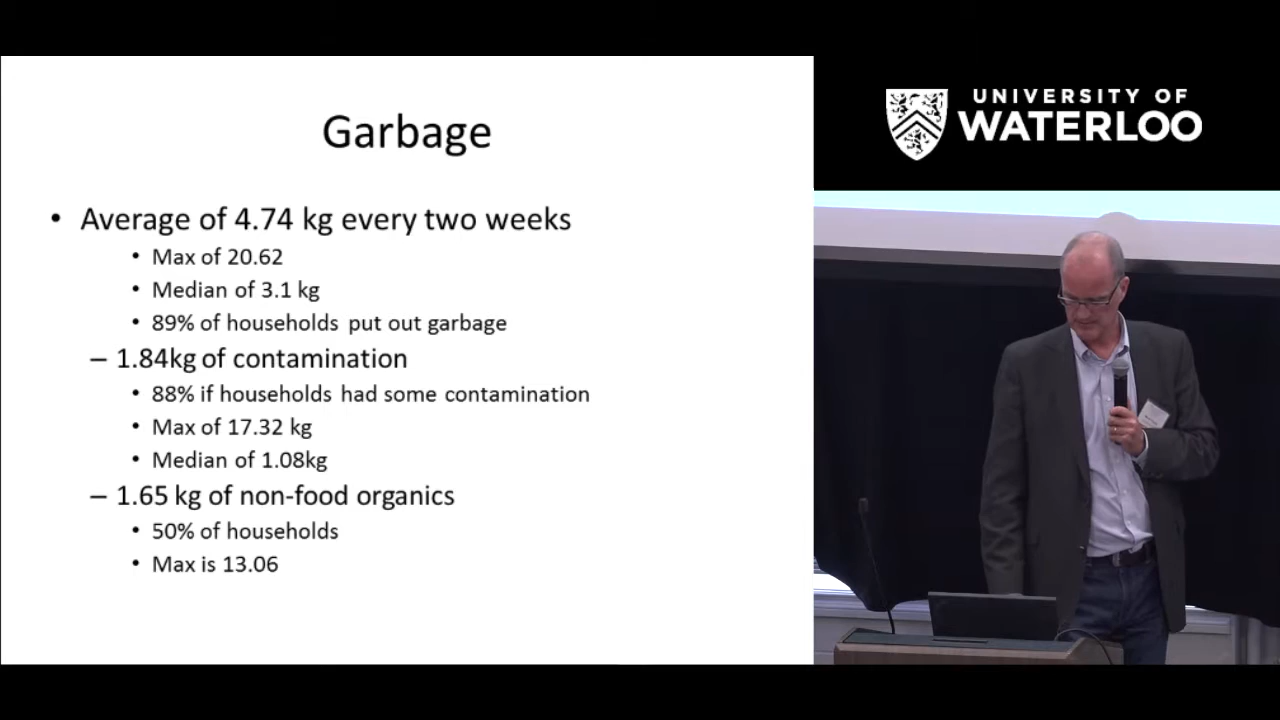 Garbage
• Average of 4.74 kg every two weeks
• Max of 20.62
• Median of 3.1 kg
• 89% of households put out garbage
– 1.84kg of contamination
• 88% if households had some contamination
• Max of 17.32 kg
• Median of 1.08kg
– 1.65 kg of non-food organics
• 50% of households
• Max is 13.06
UNIVERSITY OF
WATERLOO